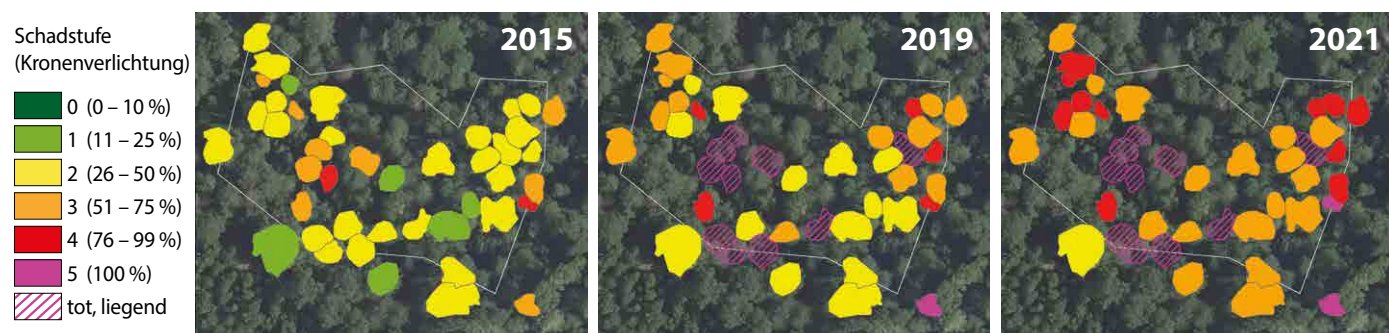 Schadstufe
(Kronenverlichtung)
0 (0 – 10 %)
1 (11 – 25 %)
2 (26 – 50 %)
3 (51 – 75 %)
4 (76 – 99 %)
5 (100 %)
tot, liegend
2015
2019
2021